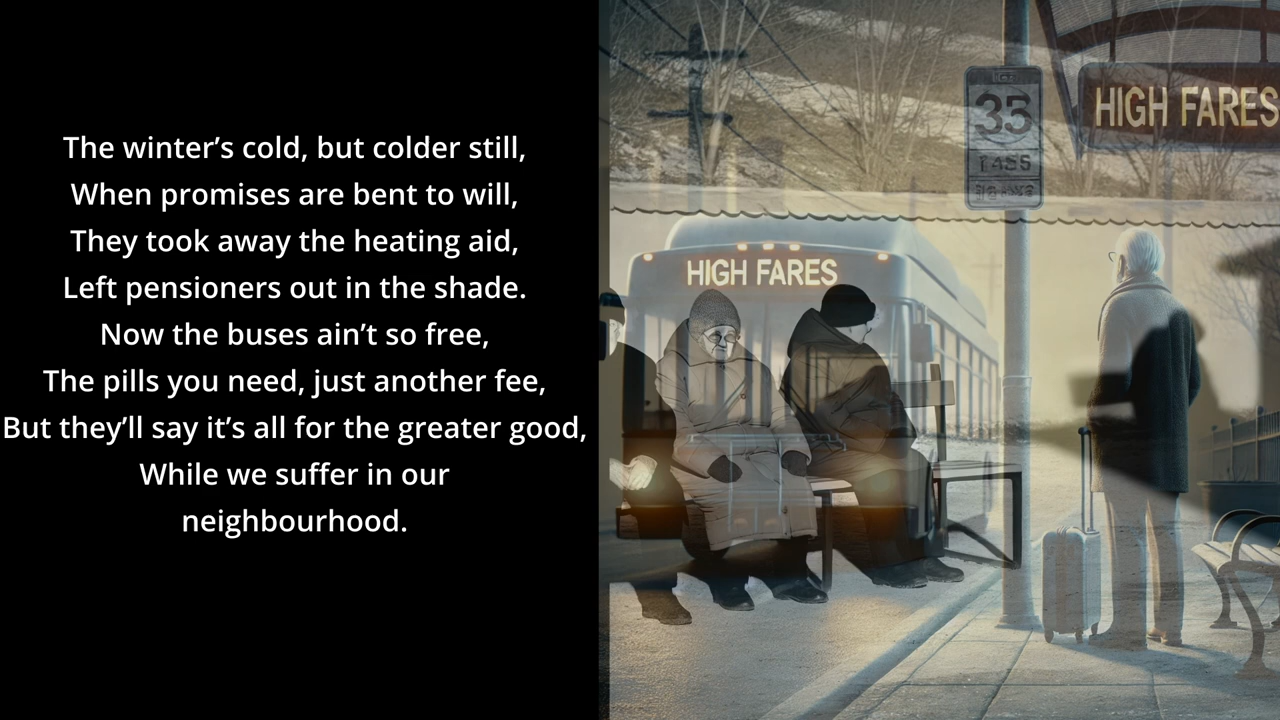 The winter’s cold, but colder still,
When promises are bent to will,
They took away the heating aid,
Left pensioners out in the shade.
Now the buses ain’t so free,
The pills you need, just another fee,
But they’ll say it’s all for the greater good,
While we suffer in our
neighbourhood.
HIGH FARES
35
HIGH FARES